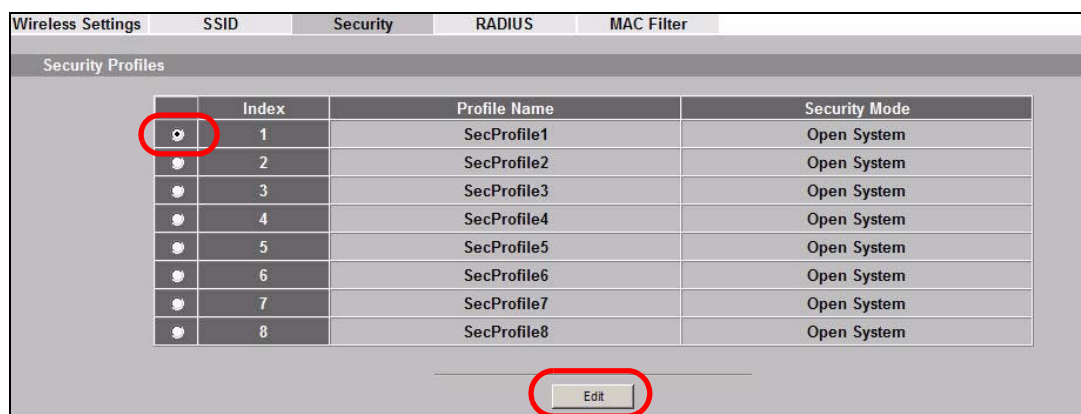 Wireless Settings SSID Security RADIUS MAC Filter
Security Profiles
Index Profile Name Security Mode
1 SecProfile1 Open System
2 SecProfile2 Open System
3 SecProfile3 Open System
4 SecProfile4 Open System
5 SecProfile5 Open System
6 SecProfile6 Open System
7 SecProfile7 Open System
8 SecProfile8 Open System
Edit